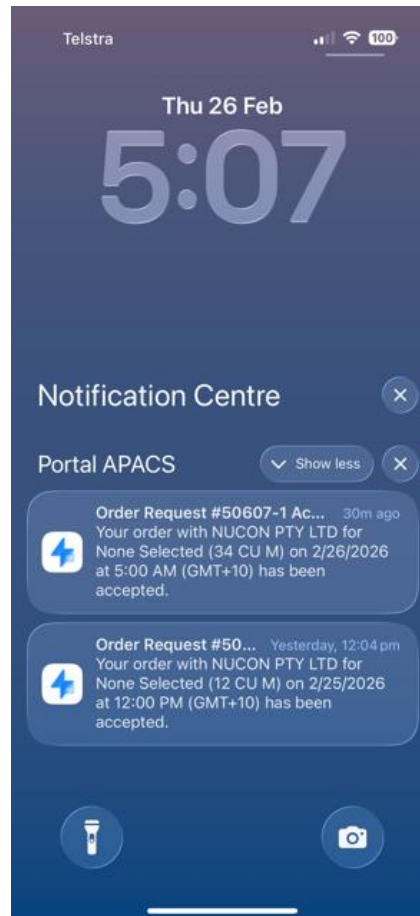 Telstra
100
Thu 26 Feb
5:07
Notification Centre
Portal APACS
Show less
Order Request #50607-1 Ac... 30m ago
Your order with NUCON PTY LTD for
None Selected (34 CU M) on 2/26/2026
at 5:00 AM (GMT+10) has been
accepted.
Order Request #50... Yesterday, 12:04 pm
Your order with NUCON PTY LTD for
None Selected (12 CU M) on 2/25/2026
at 12:00 PM (GMT+10) has been
accepted.